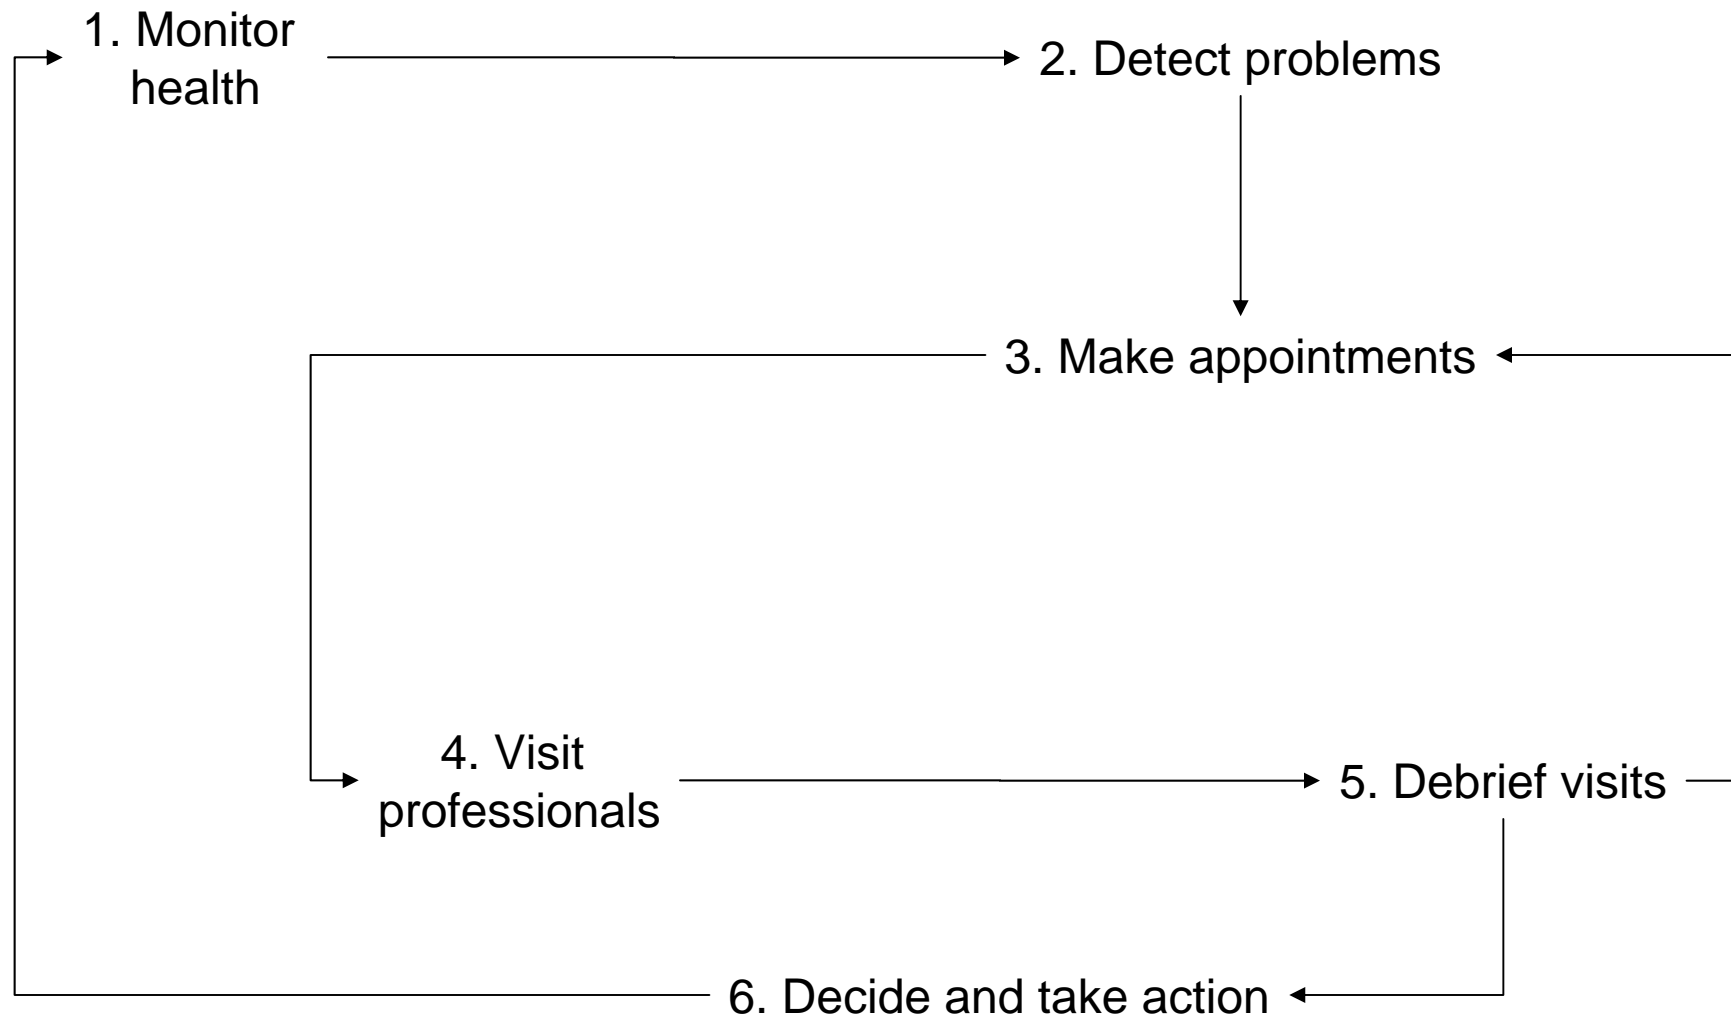 1. Monitor
health
2. Detect problems
3. Make appointments
4. Visit
professionals
5. Debrief visits
6. Decide and take action